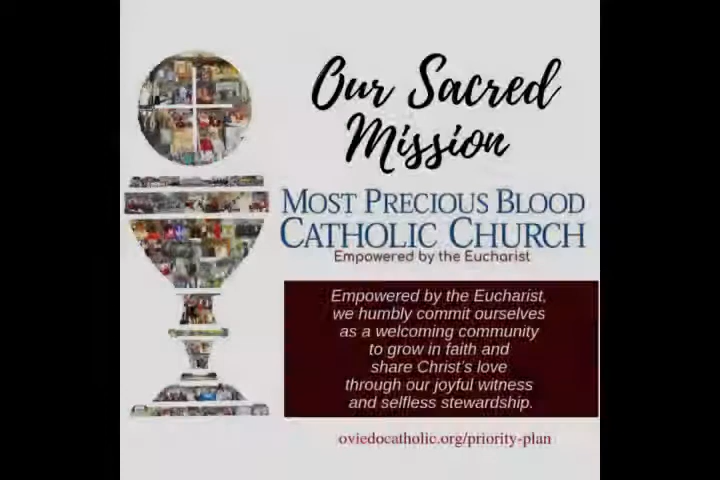 Our Sacred
Mission
MOST PRECIOUS BLOOD
CATHOLIC CHURCH
Empowered by the Eucharist
Empowered by the Eucharist,
we humbly commit ourselves
as a welcoming community
to grow in faith and
share Christ's love
through our joyful witness
and selfless stewardship.
oviedocatholic.org/priority-plan